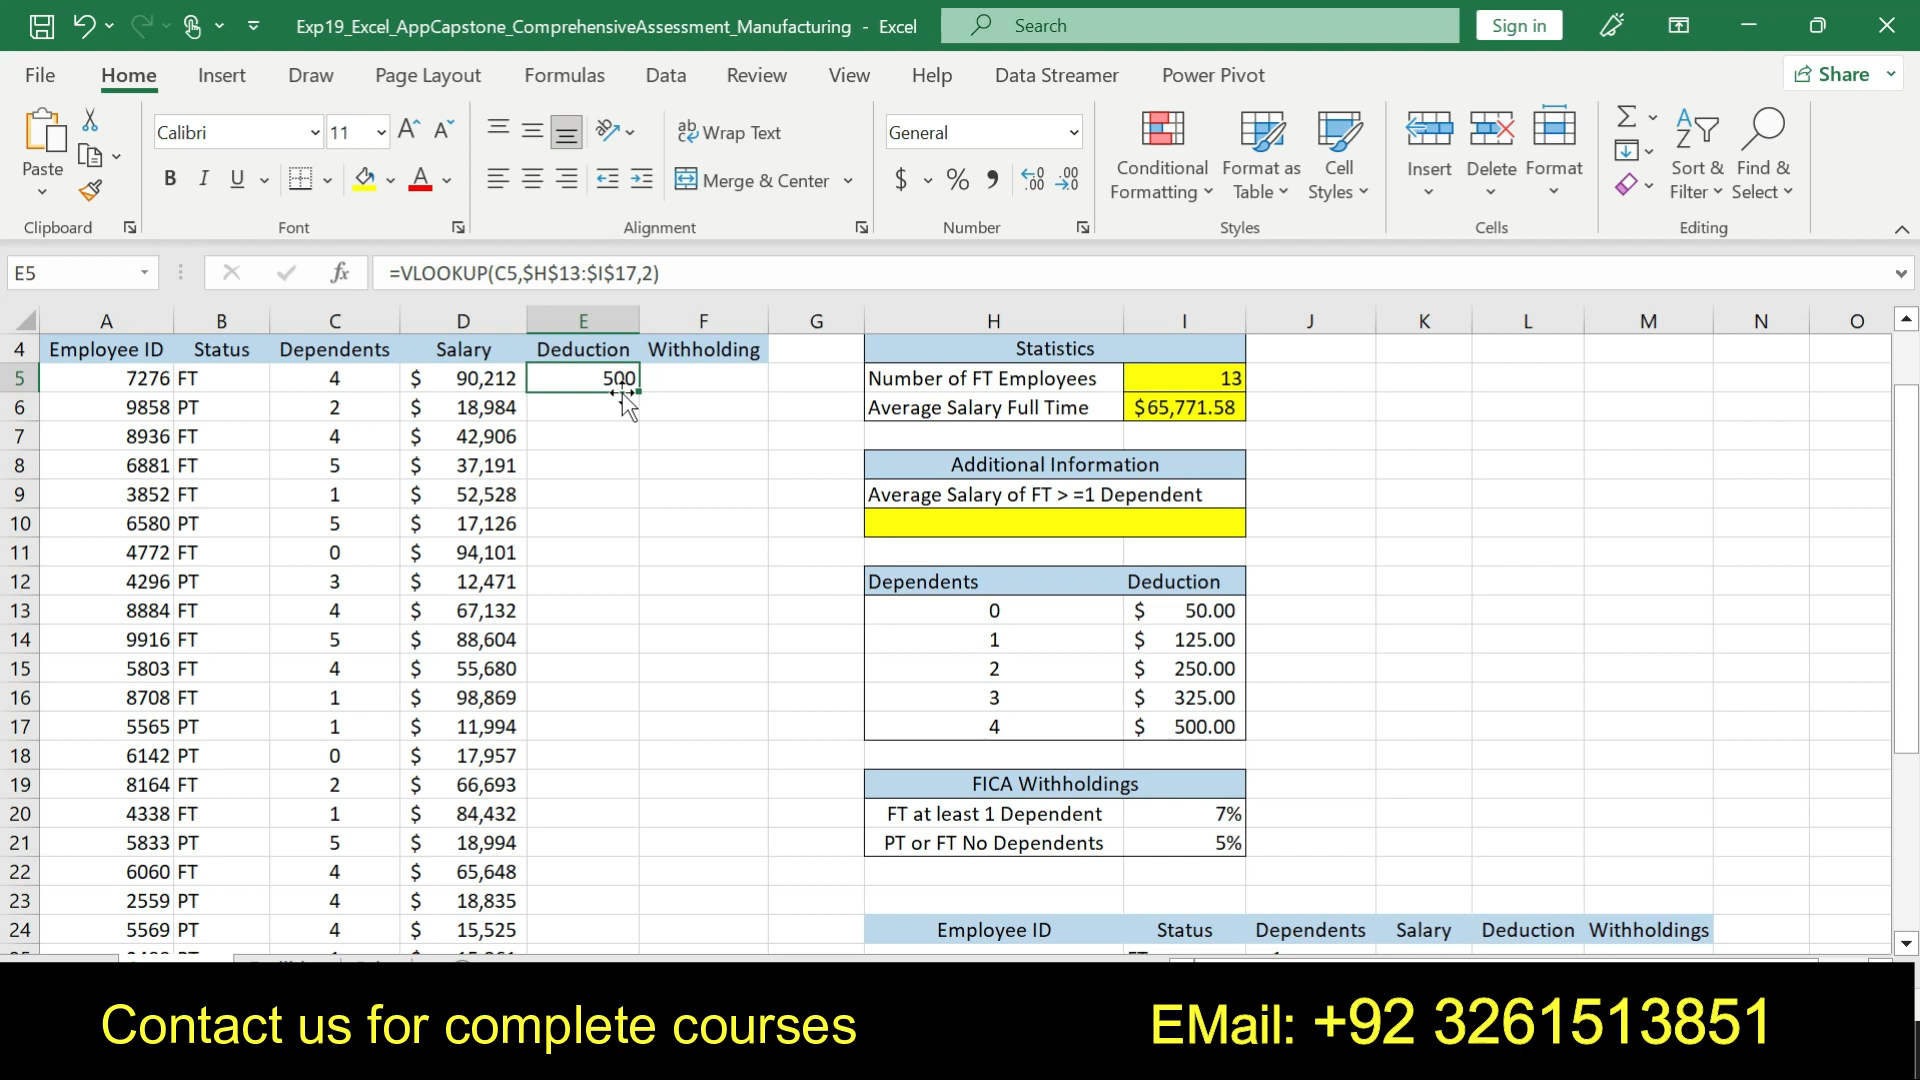 Exp19_Excel_AppCapstone_ComprehensiveAssessment_Manufacturing - Excel Search Sign in
File Home Insert Draw Page Layout Formulas Data Review View Help Data Streamer Power Pivot Share
Calibri 11 ab Wrap Text General
Paste B I U A Merge & Center $ % 9 .00 .00 Conditional Formatting Format as Table Cell Styles Insert Delete Format Sort & Filter Find & Select
Clipboard Font Alignment Number Styles Cells Editing
E5 fx =VLOOKUP(C5,$H$13:$I$17,2)
A B C D E F G H I J K L M N O
4 Employee ID Status Dependents Salary Deduction Withholding Statistics
5 7276 FT 4 $ 90,212 500 Number of FT Employees 13
6 9858 PT 2 $ 18,984 Average Salary Full Time $65,771.58
7 8936 FT 4 $ 42,906
8 6881 FT 5 $ 37,191 Additional Information
9 3852 FT 1 $ 52,528 Average Salary of FT > =1 Dependent
10 6580 PT 5 $ 17,126
11 4772 FT 0 $ 94,101
12 4296 PT 3 $ 12,471 Dependents Deduction
13 8884 FT 4 $ 67,132 0 $ 50.00
14 9916 FT 5 $ 88,604 1 $ 125.00
15 5803 FT 4 $ 55,680 2 $ 250.00
16 8708 FT 1 $ 98,869 3 $ 325.00
17 5565 PT 1 $ 11,994 4 $ 500.00
18 6142 PT 0 $ 17,957
19 8164 FT 2 $ 66,693 FICA Withholdings
20 4338 FT 1 $ 84,432 FT at least 1 Dependent 7%
21 5833 PT 5 $ 18,994 PT or FT No Dependents 5%
22 6060 FT 4 $ 65,648
23 2559 PT 4 $ 18,835
24 5569 PT 4 $ 15,525 Employee ID Status Dependents Salary Deduction Withholdings
Contact us for complete courses EMail: +92 3261513851